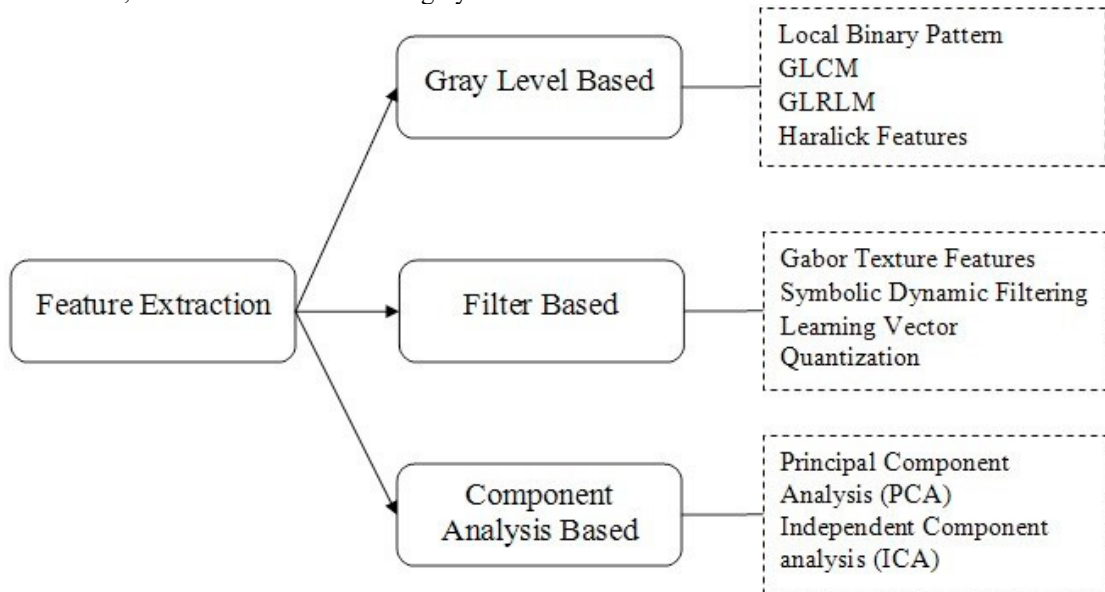 Feature Extraction
Gray Level Based
Local Binary Pattern
GLCM
GLRLM
Haralick Features
Filter Based
Gabor Texture Features
Symbolic Dynamic Filtering
Learning Vector
Quantization
Component
Analysis Based
Principal Component
Analysis (PCA)
Independent Component
analysis (ICA)